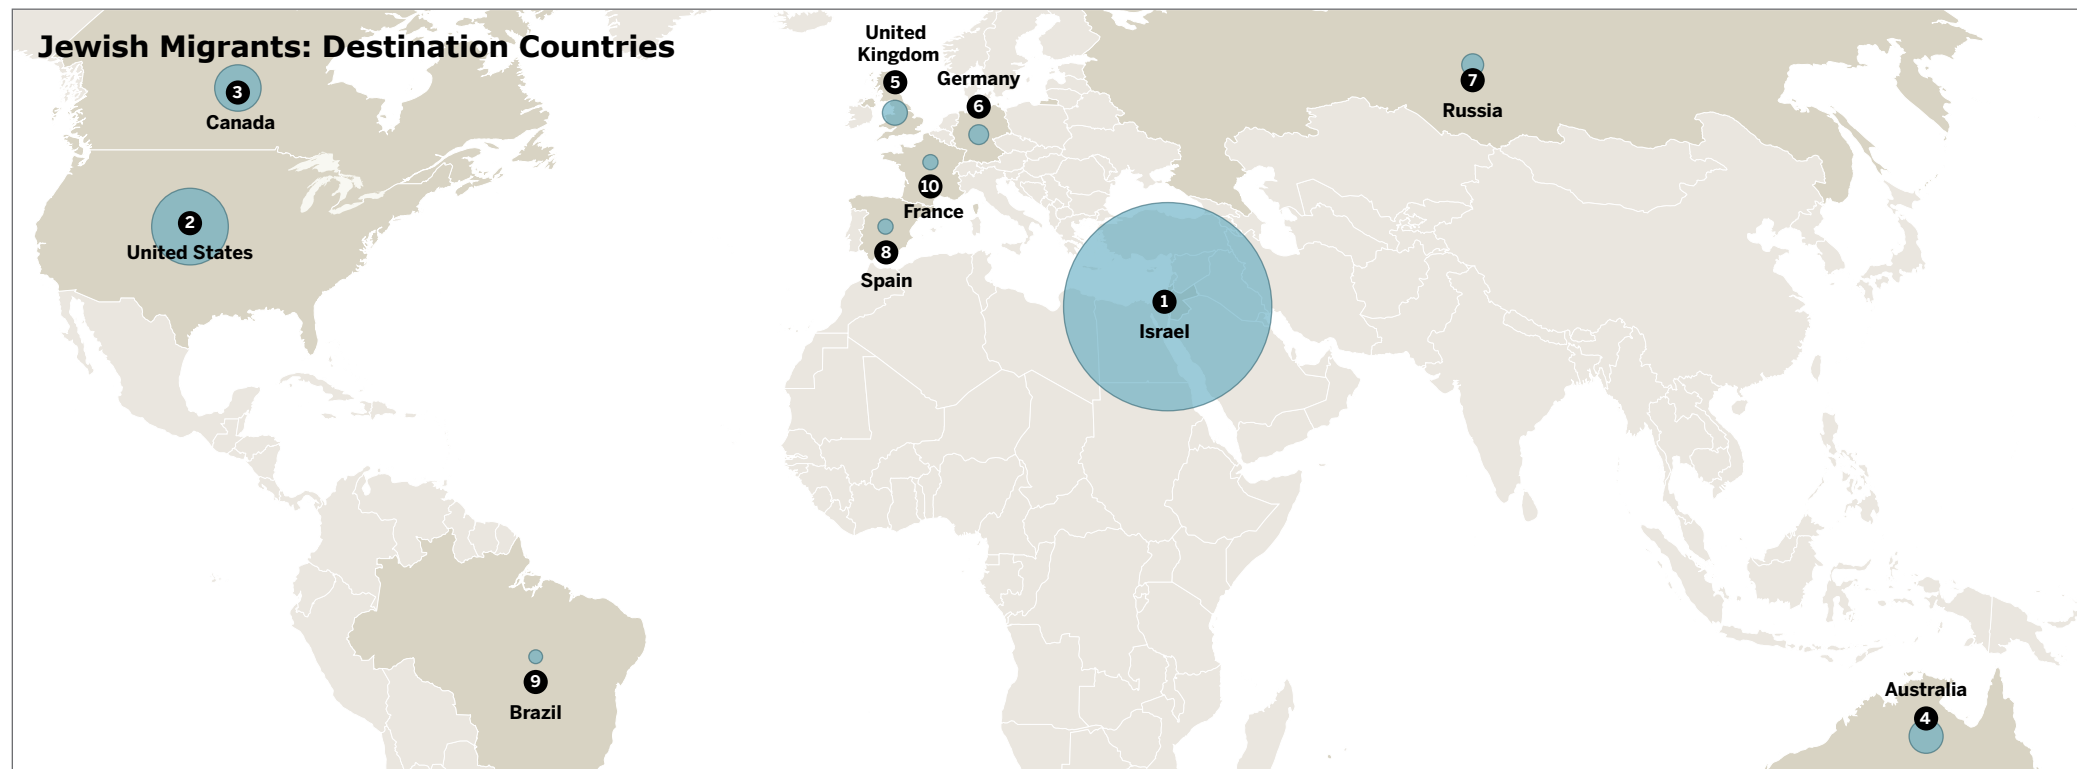 Jewish Migrants: Destination Countries
3
Canada
2
United States
United
Kingdom
5
Germany
6
10
France
8
Spain
7
Russia
1
Israel
9
Brazil
Australia
4